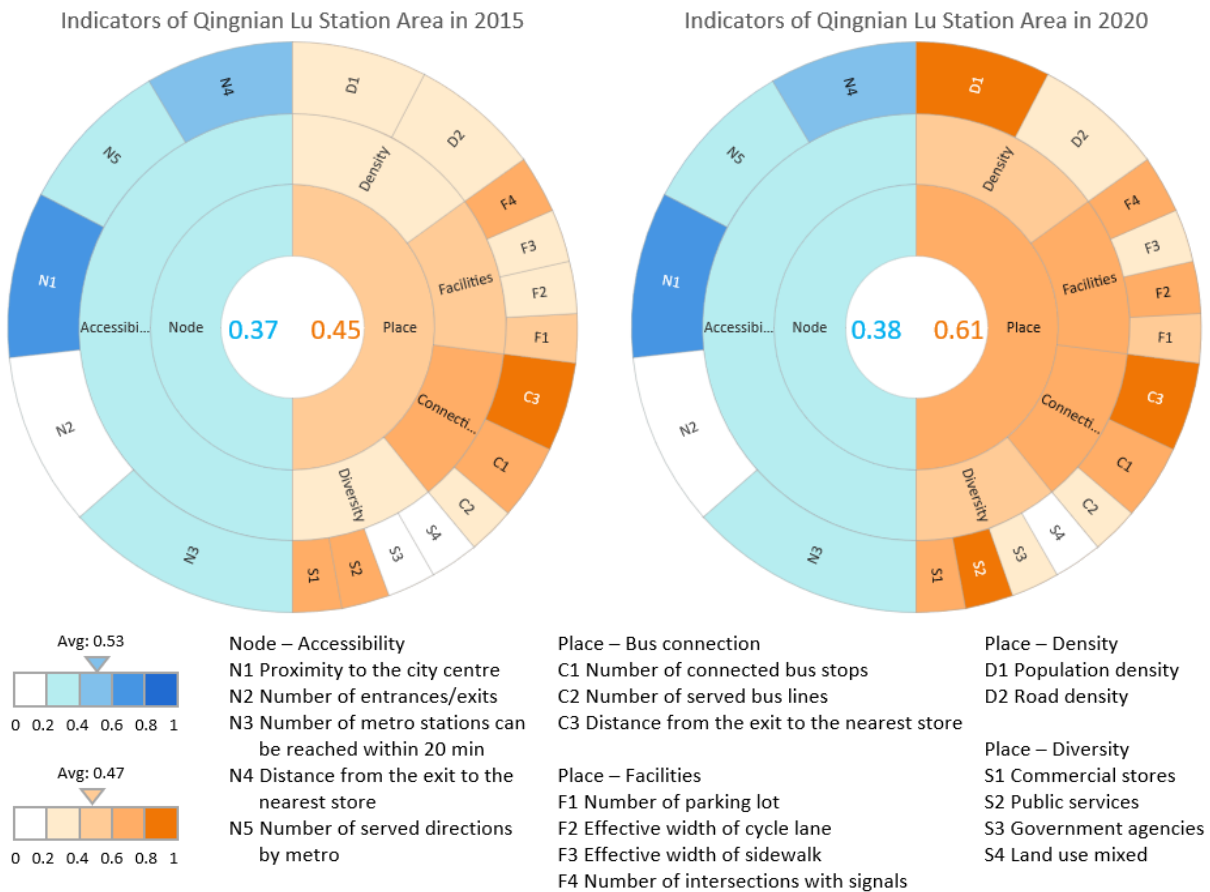 Indicators of Qingnian Lu Station Area in 2015
N4
D1
N5
D2
Density
F4
F3
N1
Facilities
F2
Accessibi...
Node
0.37
0.45
Place
F1
C3
Connecti...
N2
C1
Diversity
C2
S4
N3
S3
S1
S2
Indicators of Qingnian Lu Station Area in 2020
N4
D1
N5
D2
Density
F4
F3
N1
Facilities
F2
Accessibi...
Node
0.38
0.61
Place
F1
C3
Connecti...
N2
C1
Diversity
C2
S4
N3
S3
S1
S2
Avg: 0.53
0 0.2 0.4 0.6 0.8 1
Avg: 0.47
0 0.2 0.4 0.6 0.8 1
Node – Accessibility
N1 Proximity to the city centre
N2 Number of entrances/exits
N3 Number of metro stations can
be reached within 20 min
N4 Distance from the exit to the
nearest store
N5 Number of served directions
by metro
Place – Bus connection
C1 Number of connected bus stops
C2 Number of served bus lines
C3 Distance from the exit to the nearest store
Place – Facilities
F1 Number of parking lot
F2 Effective width of cycle lane
F3 Effective width of sidewalk
F4 Number of intersections with signals
Place – Density
D1 Population density
D2 Road density
Place – Diversity
S1 Commercial stores
S2 Public services
S3 Government agencies
S4 Land use mixed